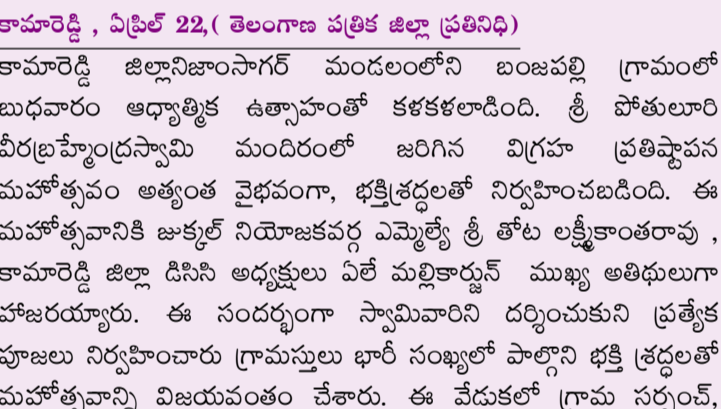 కామారెడ్డి , ఏప్రిల్ 22,( తెలంగాణ పత్రిక జిల్లా ప్రతినిధి)
కామారెడ్డి జిల్లానిజాంసాగర్ మండలంలోని బంజపల్లి గ్రామంలో
బుధవారం ఆధ్యాత్మిక ఉత్సాహంతో కళకళలాడింది. శ్రీ పోతులూరి
వీరబ్రహ్మేంద్రస్వామి మందిరంలో జరిగిన విగ్రహ ప్రతిష్టాపన
మహోత్సవం అత్యంత వైభవంగా, భక్తిశ్రద్ధలతో నిర్వహించబడింది. ఈ
మహోత్సవానికి జుక్కల్ నియోజకవర్గ ఎమ్మెల్యే శ్రీ తోట లక్ష్మీకాంతరావు ,
కామారెడ్డి జిల్లా డిసిసి అధ్యక్షులు ఏలే మల్లికార్జున్ ముఖ్య అతిథులుగా
హాజరయ్యారు. ఈ సందర్భంగా స్వామివారిని దర్శించుకుని ప్రత్యేక
పూజలు నిర్వహించారు గ్రామస్తులు భారీ సంఖ్యలో పాల్గొని భక్తి శ్రద్ధలతో
మహోత్సవాన్ని విజయవంతం చేశారు. ఈ వేడుకలో గ్రామ సర్పంచ్,